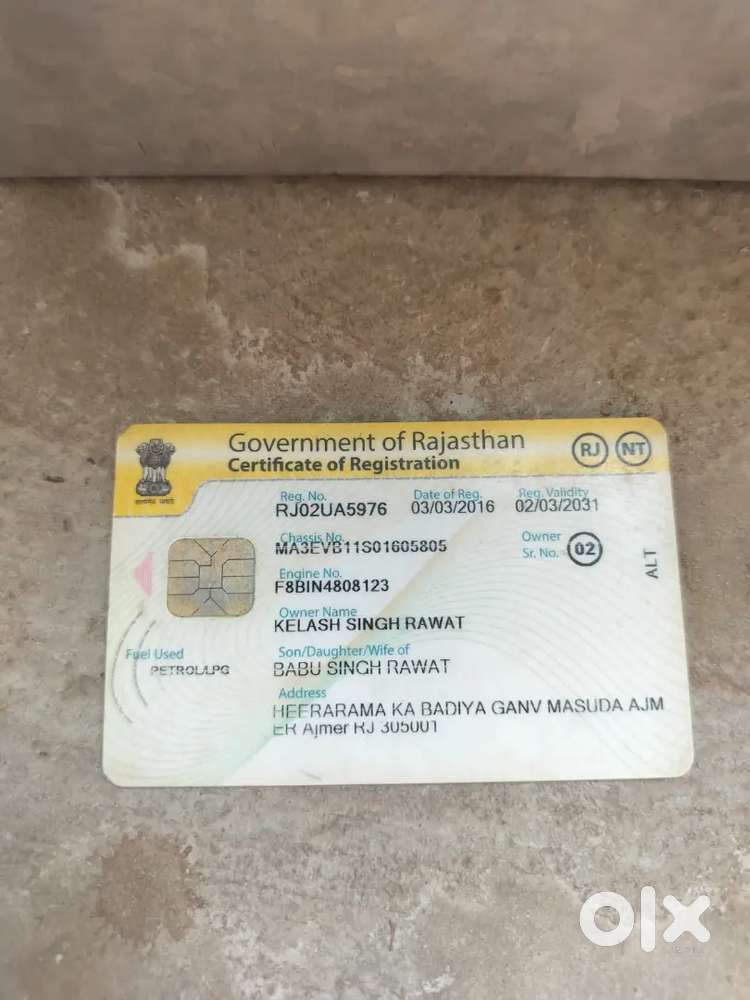 Government of Rajasthan
Certificate of Registration
RJ NT
Reg. No. Date of Reg. Reg. Validity
RJ02UA5976 03/03/2016 02/03/2031
Chassis No.
MA3EVB11S01605805
Owner
Sr. No. 02
ALT
Engine No.
F8BIN4808123
Owner Name
KELASH SINGH RAWAT
Fuel Used
PETROL/LPG
Son/Daughter/Wife of
BABU SINGH RAWAT
Address
HEERARAMA KA BADIYA GANV MASUDA AJM
ER Ajmer RJ 305001
olx